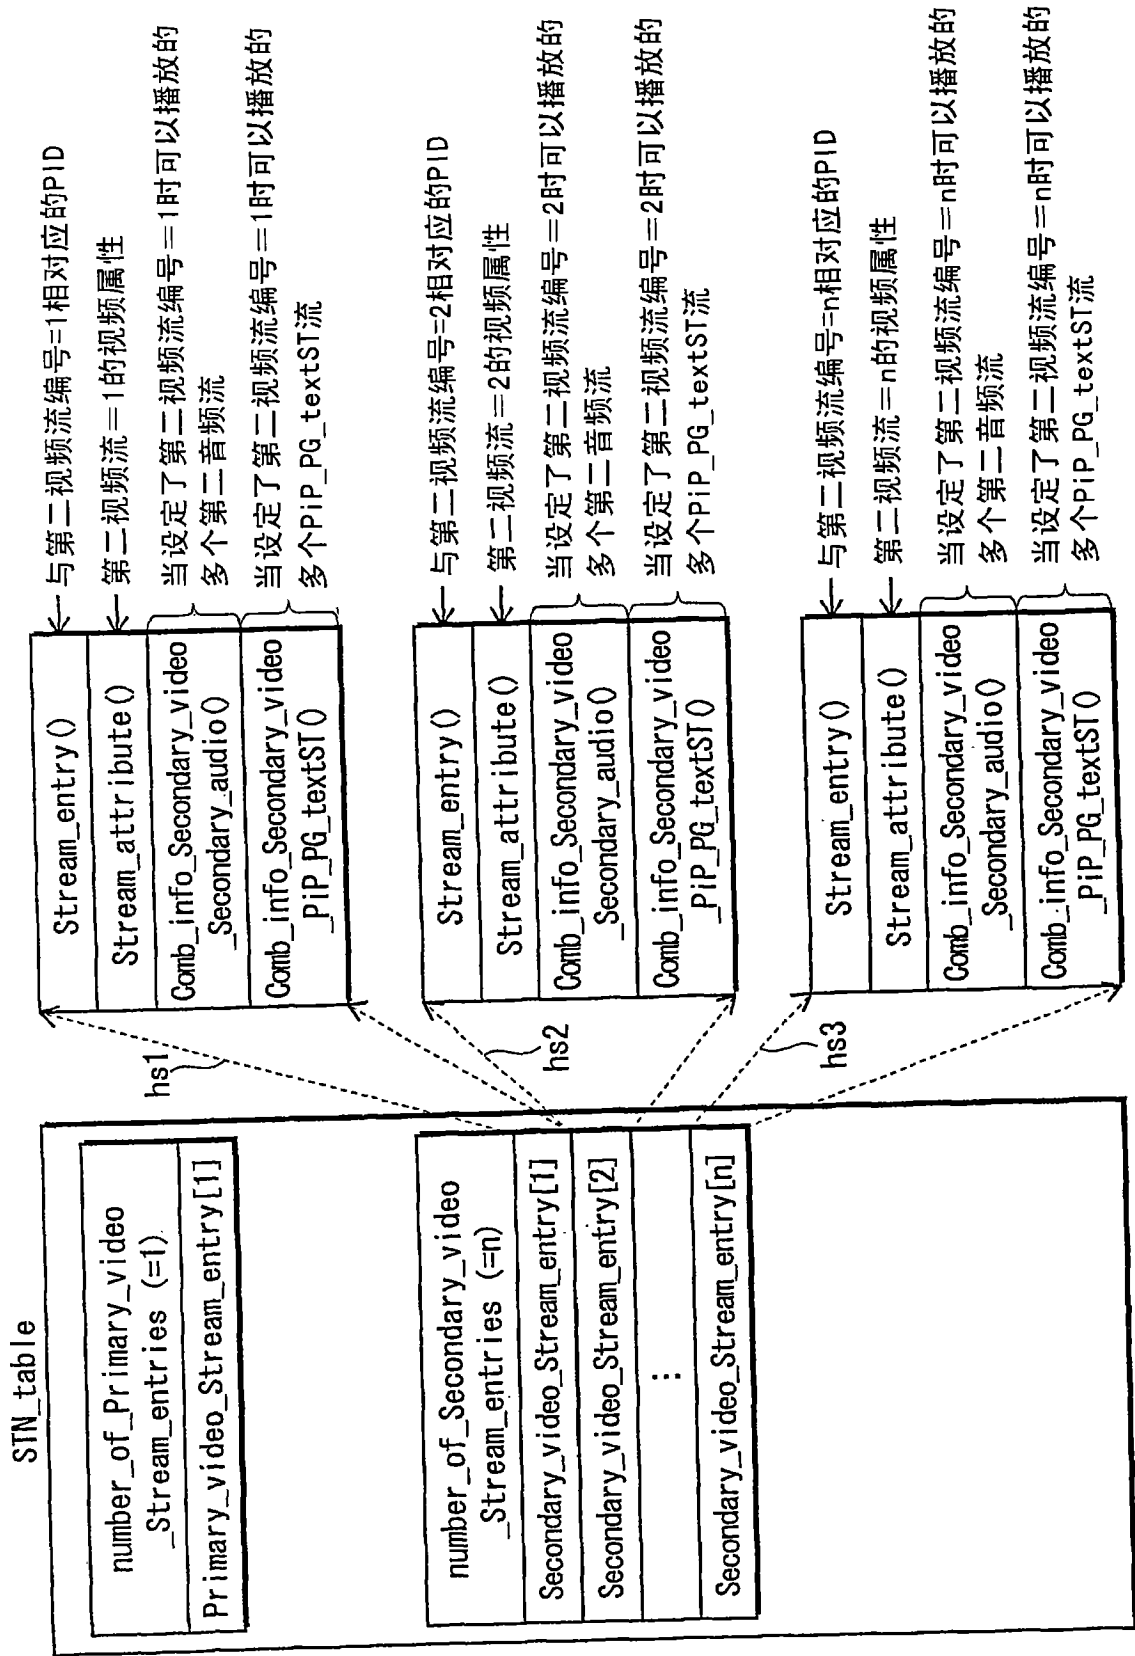 STN_table
number_of_Primary_video
_Stream_entries (=1)
Primary_video_Stream_entry[1]
number_of_Secondary_video
_Stream_entries (=n)
Secondary_video_Stream_entry[1]
Secondary_video_Stream_entry[2]
⋮
Secondary_video_Stream_entry[n]
hs1
hs2
hs3
Stream_entry()
Stream_attribute()
Comb_info_Secondary_video
_Secondary_audio()
Comb_info_Secondary_video
_PiP_PG_textST()
与第二视频流编号=1相对应的PID
第二视频流=1的视频属性
当设定了第二视频流编号=1时可以播放的
多个第二音频流
当设定了第二视频流编号=1时可以播放的
多个PiP_PG_textST流
Stream_entry()
Stream_attribute()
Comb_info_Secondary_video
_Secondary_audio()
Comb_info_Secondary_video
_PiP_PG_textST()
与第二视频流编号=2相对应的PID
第二视频流=2的视频属性
当设定了第二视频流编号=2时可以播放的
多个第二音频流
当设定了第二视频流编号=2时可以播放的
多个PiP_PG_textST流
Stream_entry()
Stream_attribute()
Comb_info_Secondary_video
_Secondary_audio()
Comb_info_Secondary_video
_PiP_PG_textST()
与第二视频流编号=n相对应的PID
第二视频流=n的视频属性
当设定了第二视频流编号=n时可以播放的
多个第二音频流
当设定了第二视频流编号=n时可以播放的
多个PiP_PG_textST流